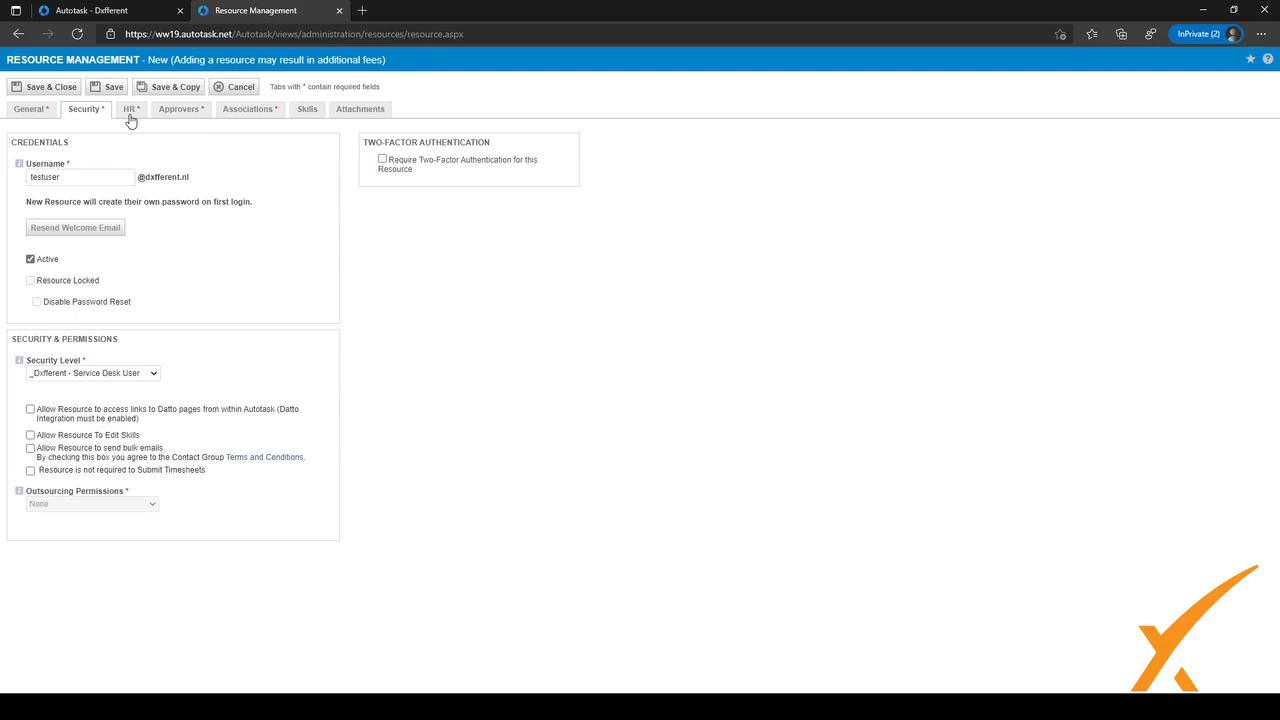 Autotask - Dxfferent
Resource Management
https://ww19.autotask.net/Autotask/views/administration/resources/resource.aspx
InPrivate (2)
RESOURCE MANAGEMENT - New (Adding a resource may result in additional fees)
Save & Close
Save
Save & Copy
Cancel
Tabs with * contain required fields
General *
Security *
HR *
Approvers *
Associations *
Skills
Attachments
CREDENTIALS
Username *
testuser
@dxfferent.nl
New Resource will create their own password on first login.
Resend Welcome Email
Active
Resource Locked
Disable Password Reset
TWO-FACTOR AUTHENTICATION
Require Two-Factor Authentication for this
Resource
SECURITY & PERMISSIONS
Security Level *
_Dxfferent - Service Desk User
Allow Resource to access links to Datto pages from within Autotask (Datto
Integration must be enabled)
Allow Resource To Edit Skills
Allow Resource to send bulk emails
By checking this box you agree to the Contact Group Terms and Conditions.
Resource is not required to Submit Timesheets
Outsourcing Permissions *
None